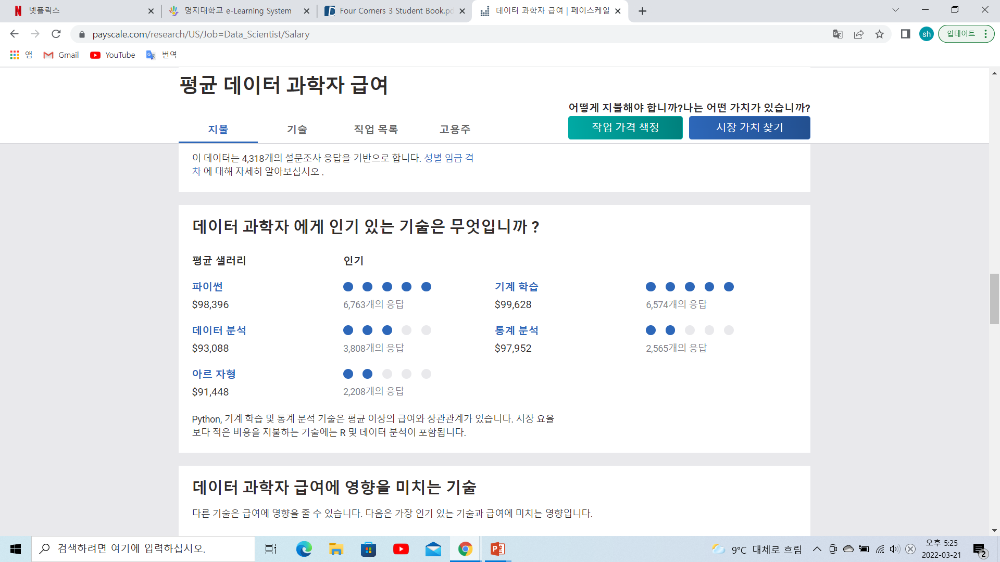 넷플릭스
명지대학교 e-Learning System
Four Corners 3 Student Book.pd
데이터 과학자 급여 | 페이스케일
payscale.com/research/US/Job=Data_Scientist/Salary
sh
업데이트
앱
Gmail
YouTube
번역
평균 데이터 과학자 급여
어떻게 지불해야 합니까?나는 어떤 가치가 있습니까?
지불
기술
직업 목록
고용주
작업 가격 책정
시장 가치 찾기
이 데이터는 4,318개의 설문조사 응답을 기반으로 합니다. 성별 임금 격
차 에 대해 자세히 알아보십시오 .
데이터 과학자 에게 인기 있는 기술은 무엇입니까 ?
평균 샐러리
인기
파이썬
기계 학습
$98,396
6,763개의 응답
$99,628
6,574개의 응답
데이터 분석
통계 분석
$93,088
3,808개의 응답
$97,952
2,565개의 응답
아르 자형
$91,448
2,208개의 응답
Python, 기계 학습 및 통계 분석 기술은 평균 이상의 급여와 상관관계가 있습니다. 시장 요율
보다 적은 비용을 지불하는 기술에는 R 및 데이터 분석이 포함됩니다.
데이터 과학자 급여에 영향을 미치는 기술
다른 기술은 급여에 영향을 줄 수 있습니다. 다음은 가장 인기 있는 기술과 급여에 미치는 영향입니다.
검색하려면 여기에 입력하십시오.
9°C 대체로 흐림
오후 5:25
2022-03-21
2